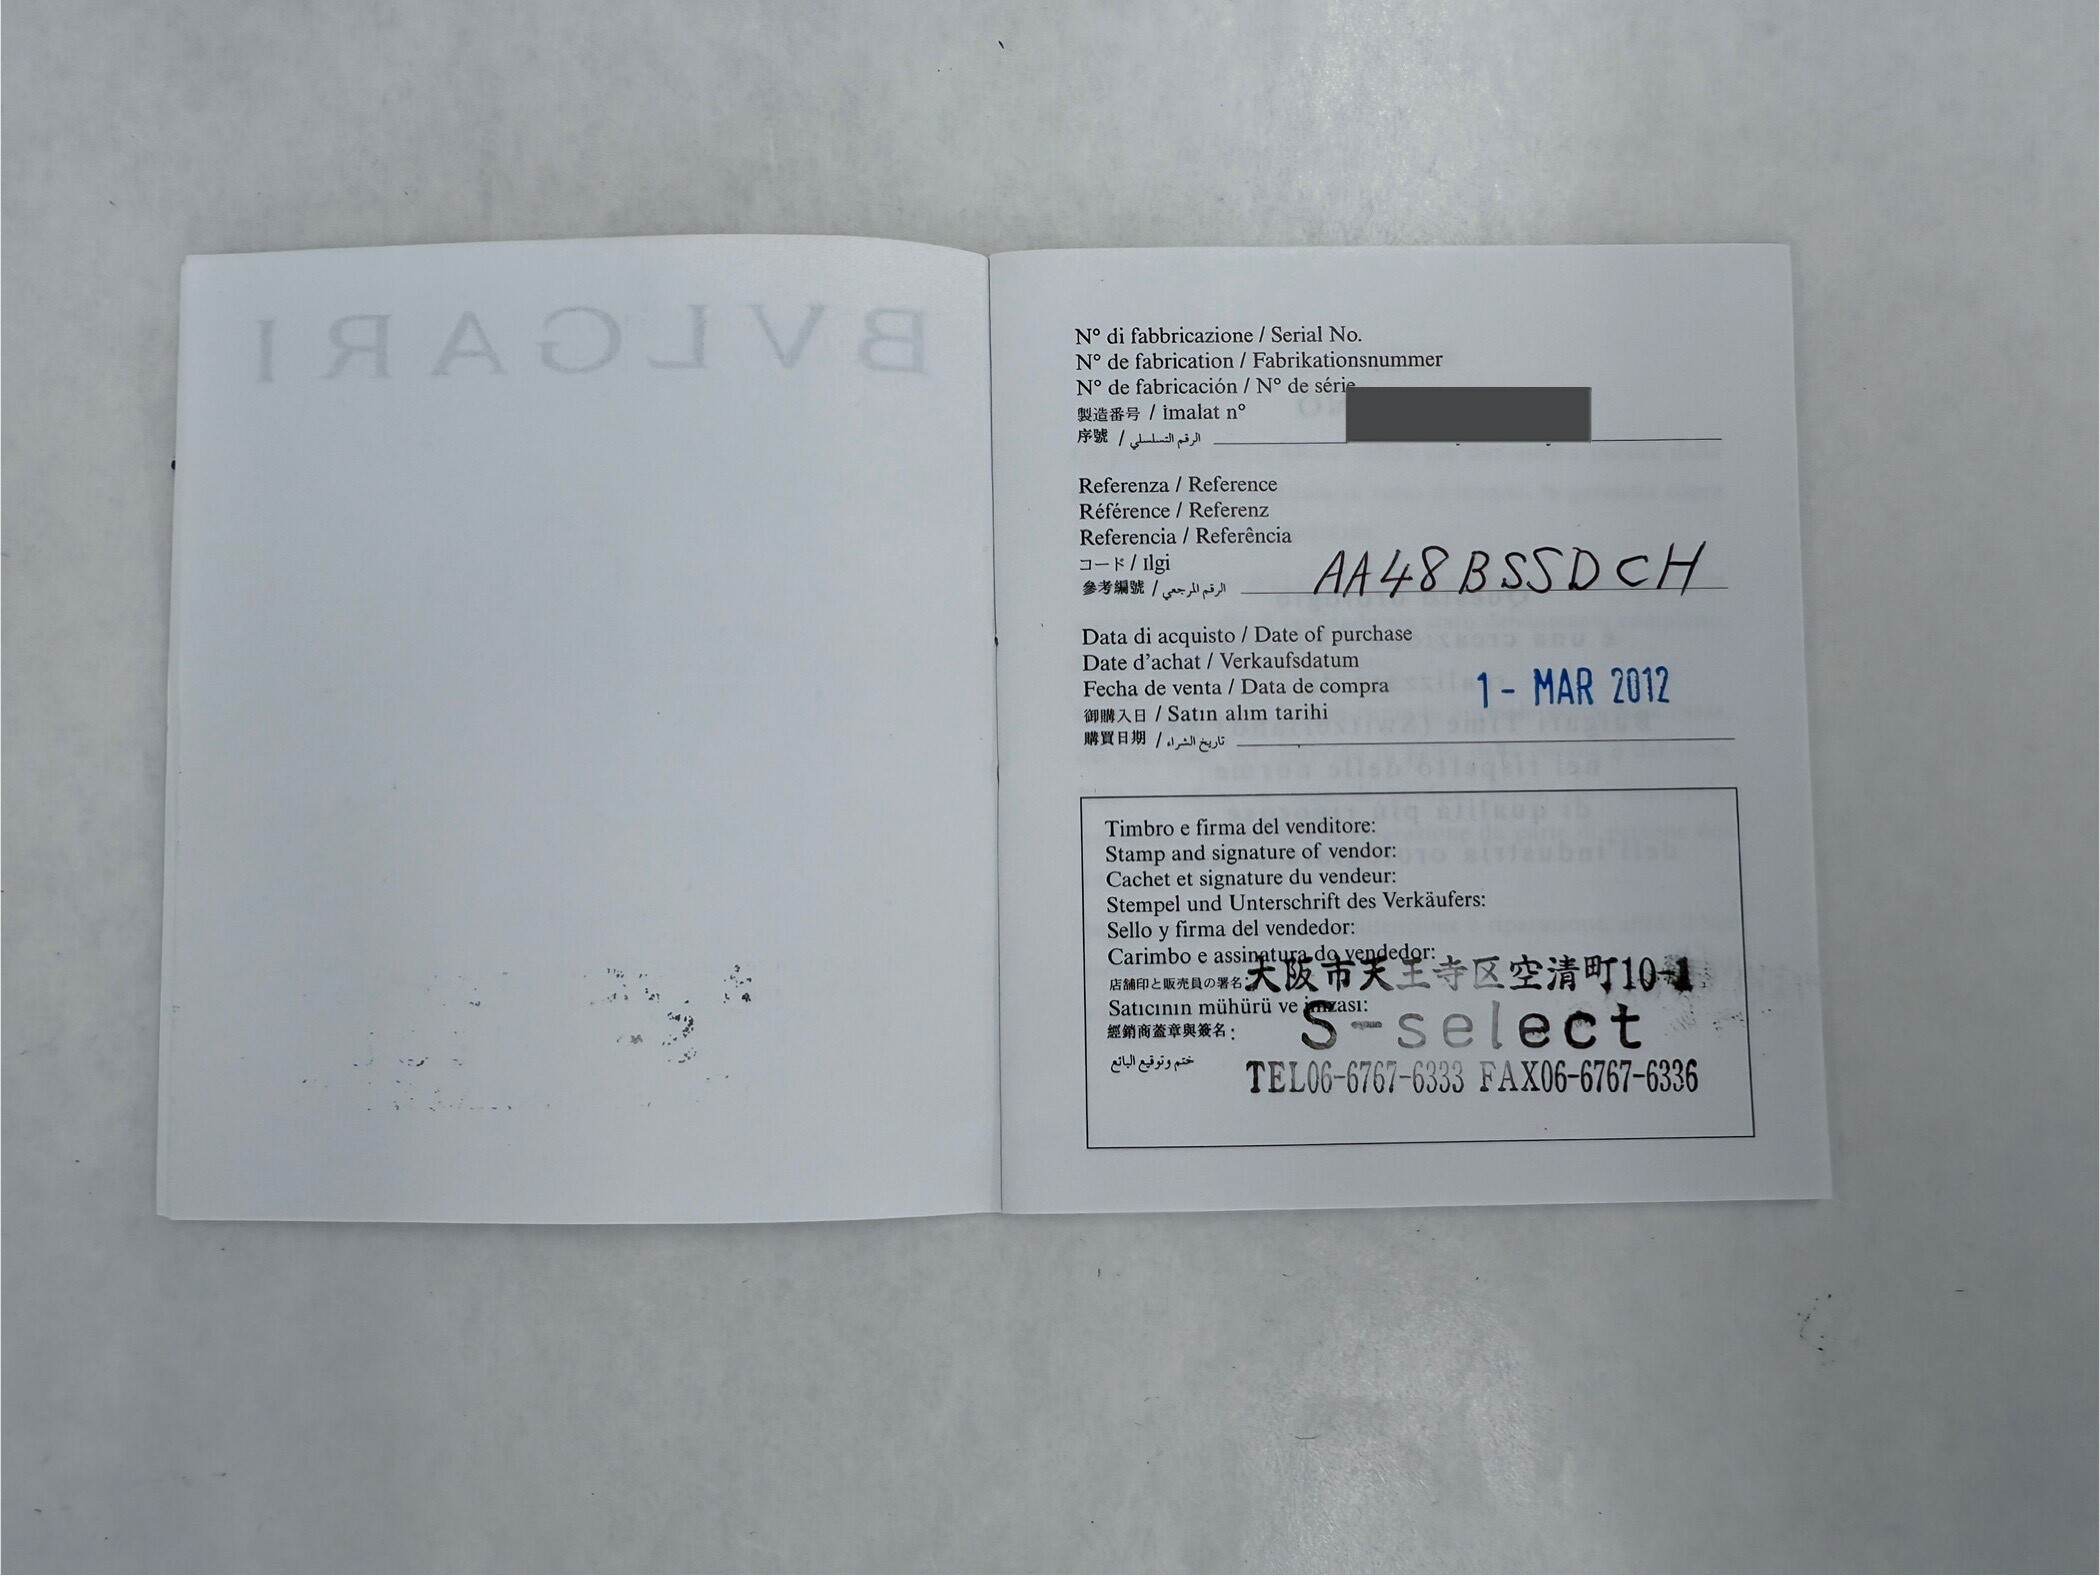 BVLGARI
N° di fabbricazione / Serial No.
N° de fabrication / Fabrikationsnummer
N° de fabricación / N° de série
製造番号 / imalat n°
序號 / الرقم التسلسلي
Referenza / Reference
Référence / Referenz
Referencia / Referência
コード / Ilgi
參考編號 / الرقم المرجعي
AA48BSSDCH
Data di acquisto / Date of purchase
Date d'achat / Verkaufsdatum
Fecha de venta / Data de compra
1- MAR 2012
御購入日 / Satın alım tarihi
購買日期 / تاريخ الشراء
Timbro e firma del venditore:
Stamp and signature of vendor:
Cachet et signature du vendeur:
Stempel und Unterschrift des Verkäufers:
Sello y firma del vendedor:
Carimbo e assinatura do vendedor:
店舗印と販売員の署名:
大阪市天王寺区空清町10-1
Satıcının mühürü ve imzası:
S-select
經銷商蓋章與簽名:
ختم وتوقيع البائع
TEL06-6767-6333 FAX06-6767-6336